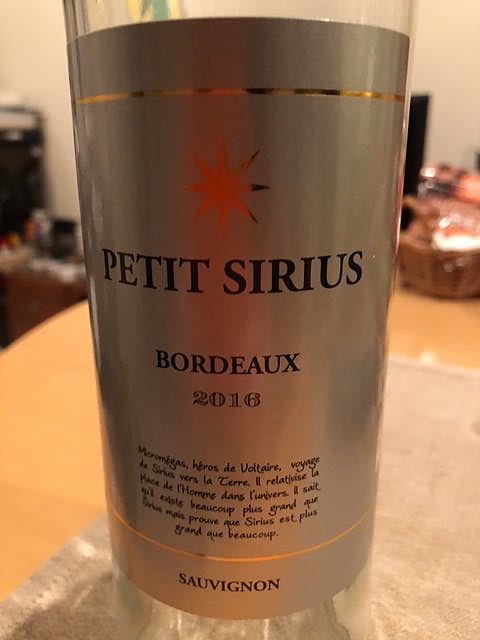 PETIT SIRIUS
BORDEAUX
2016
Micromégas, héros de Voltaire, voyage
de Sirius vers la Terre. Il relativise la
place de l'Homme dans l'univers. Il sait
qu'il existe beaucoup plus grand que
Sirius mais prouve que Sirius est plus
grand que beaucoup.
SAUVIGNON